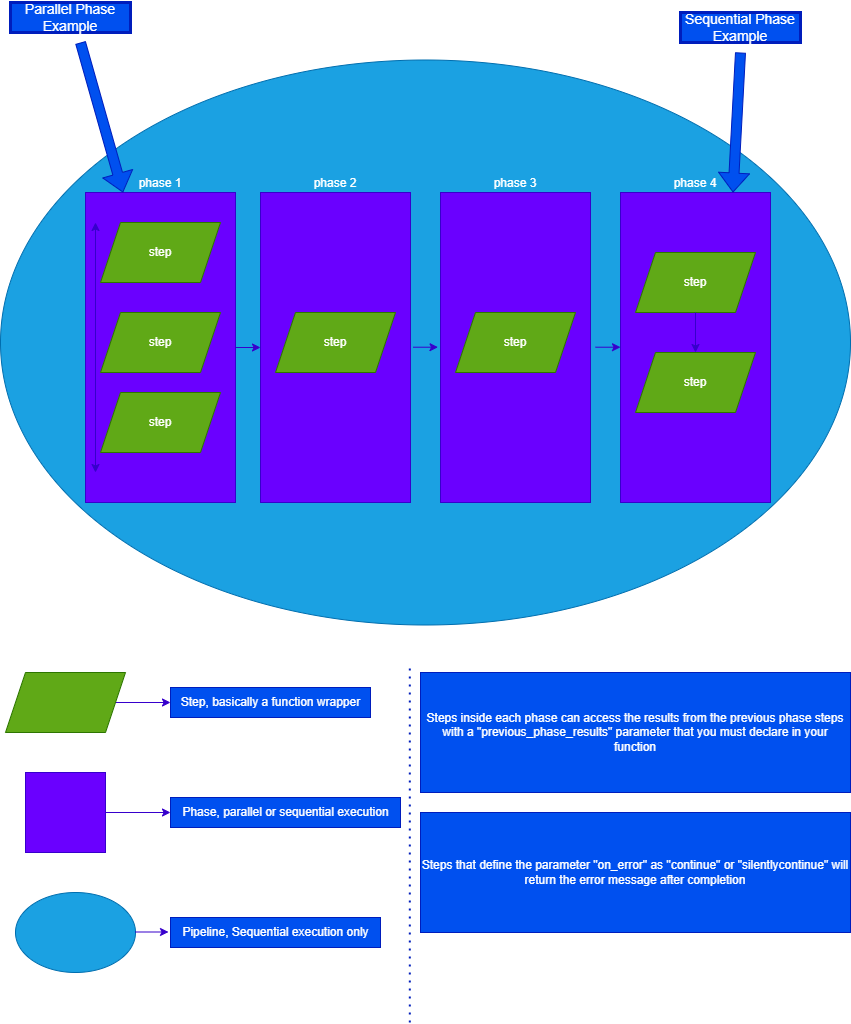 Parallel Phase
Example
Sequential Phase
Example
phase 1
phase 2
phase 3
phase 4
step
step
step
step
step
step
step
Step, basically a function wrapper
Phase, parallel or sequential execution
Pipeline, Sequential execution only
Steps inside each phase can access the results from the previous phase steps
with a "previous_phase_results" parameter that you must declare in your
function
Steps that define the parameter "on_error" as "continue" or "silentlycontinue" will
return the error message after completion